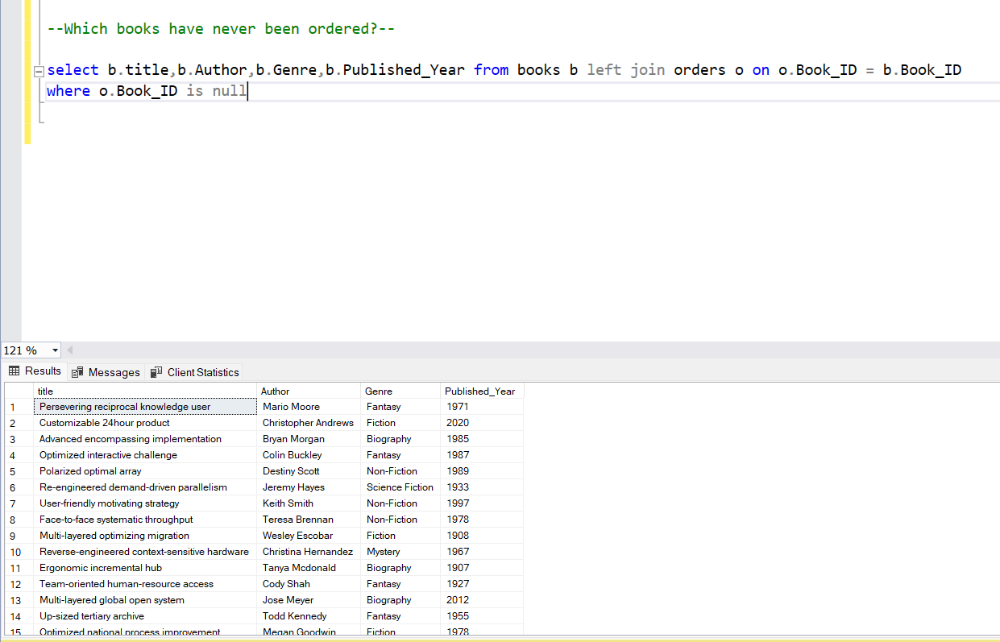 --Which books have never been ordered?--
select b.title,b.Author,b.Genre,b.Published_Year from books b left join orders o on o.Book_ID = b.Book_ID
where o.Book_ID is null
121 %
Results Messages Client Statistics
title Author Genre Published_Year
1 Persevering reciprocal knowledge user Mario Moore Fantasy 1971
2 Customizable 24hour product Christopher Andrews Fiction 2020
3 Advanced encompassing implementation Bryan Morgan Biography 1985
4 Optimized interactive challenge Colin Buckley Fantasy 1987
5 Polarized optimal array Destiny Scott Non-Fiction 1989
6 Re-engineered demand-driven parallelism Jeremy Hayes Science Fiction 1933
7 User-friendly motivating strategy Keith Smith Non-Fiction 1997
8 Face-to-face systematic throughput Teresa Brennan Non-Fiction 1978
9 Multi-layered optimizing migration Wesley Escobar Fiction 1908
10 Reverse-engineered context-sensitive hardware Christina Hernandez Mystery 1967
11 Ergonomic incremental hub Tanya Mcdonald Biography 1907
12 Team-oriented human-resource access Cody Shah Fantasy 1927
13 Multi-layered global open system Jose Meyer Biography 2012
14 Up-sized tertiary archive Todd Kennedy Fantasy 1955
15 Optimized national process improvement Megan Goodwin Fiction 1978